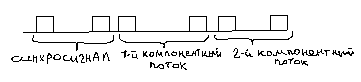 синхросигнал
1-й компонентный
поток
2-й компонентный
поток